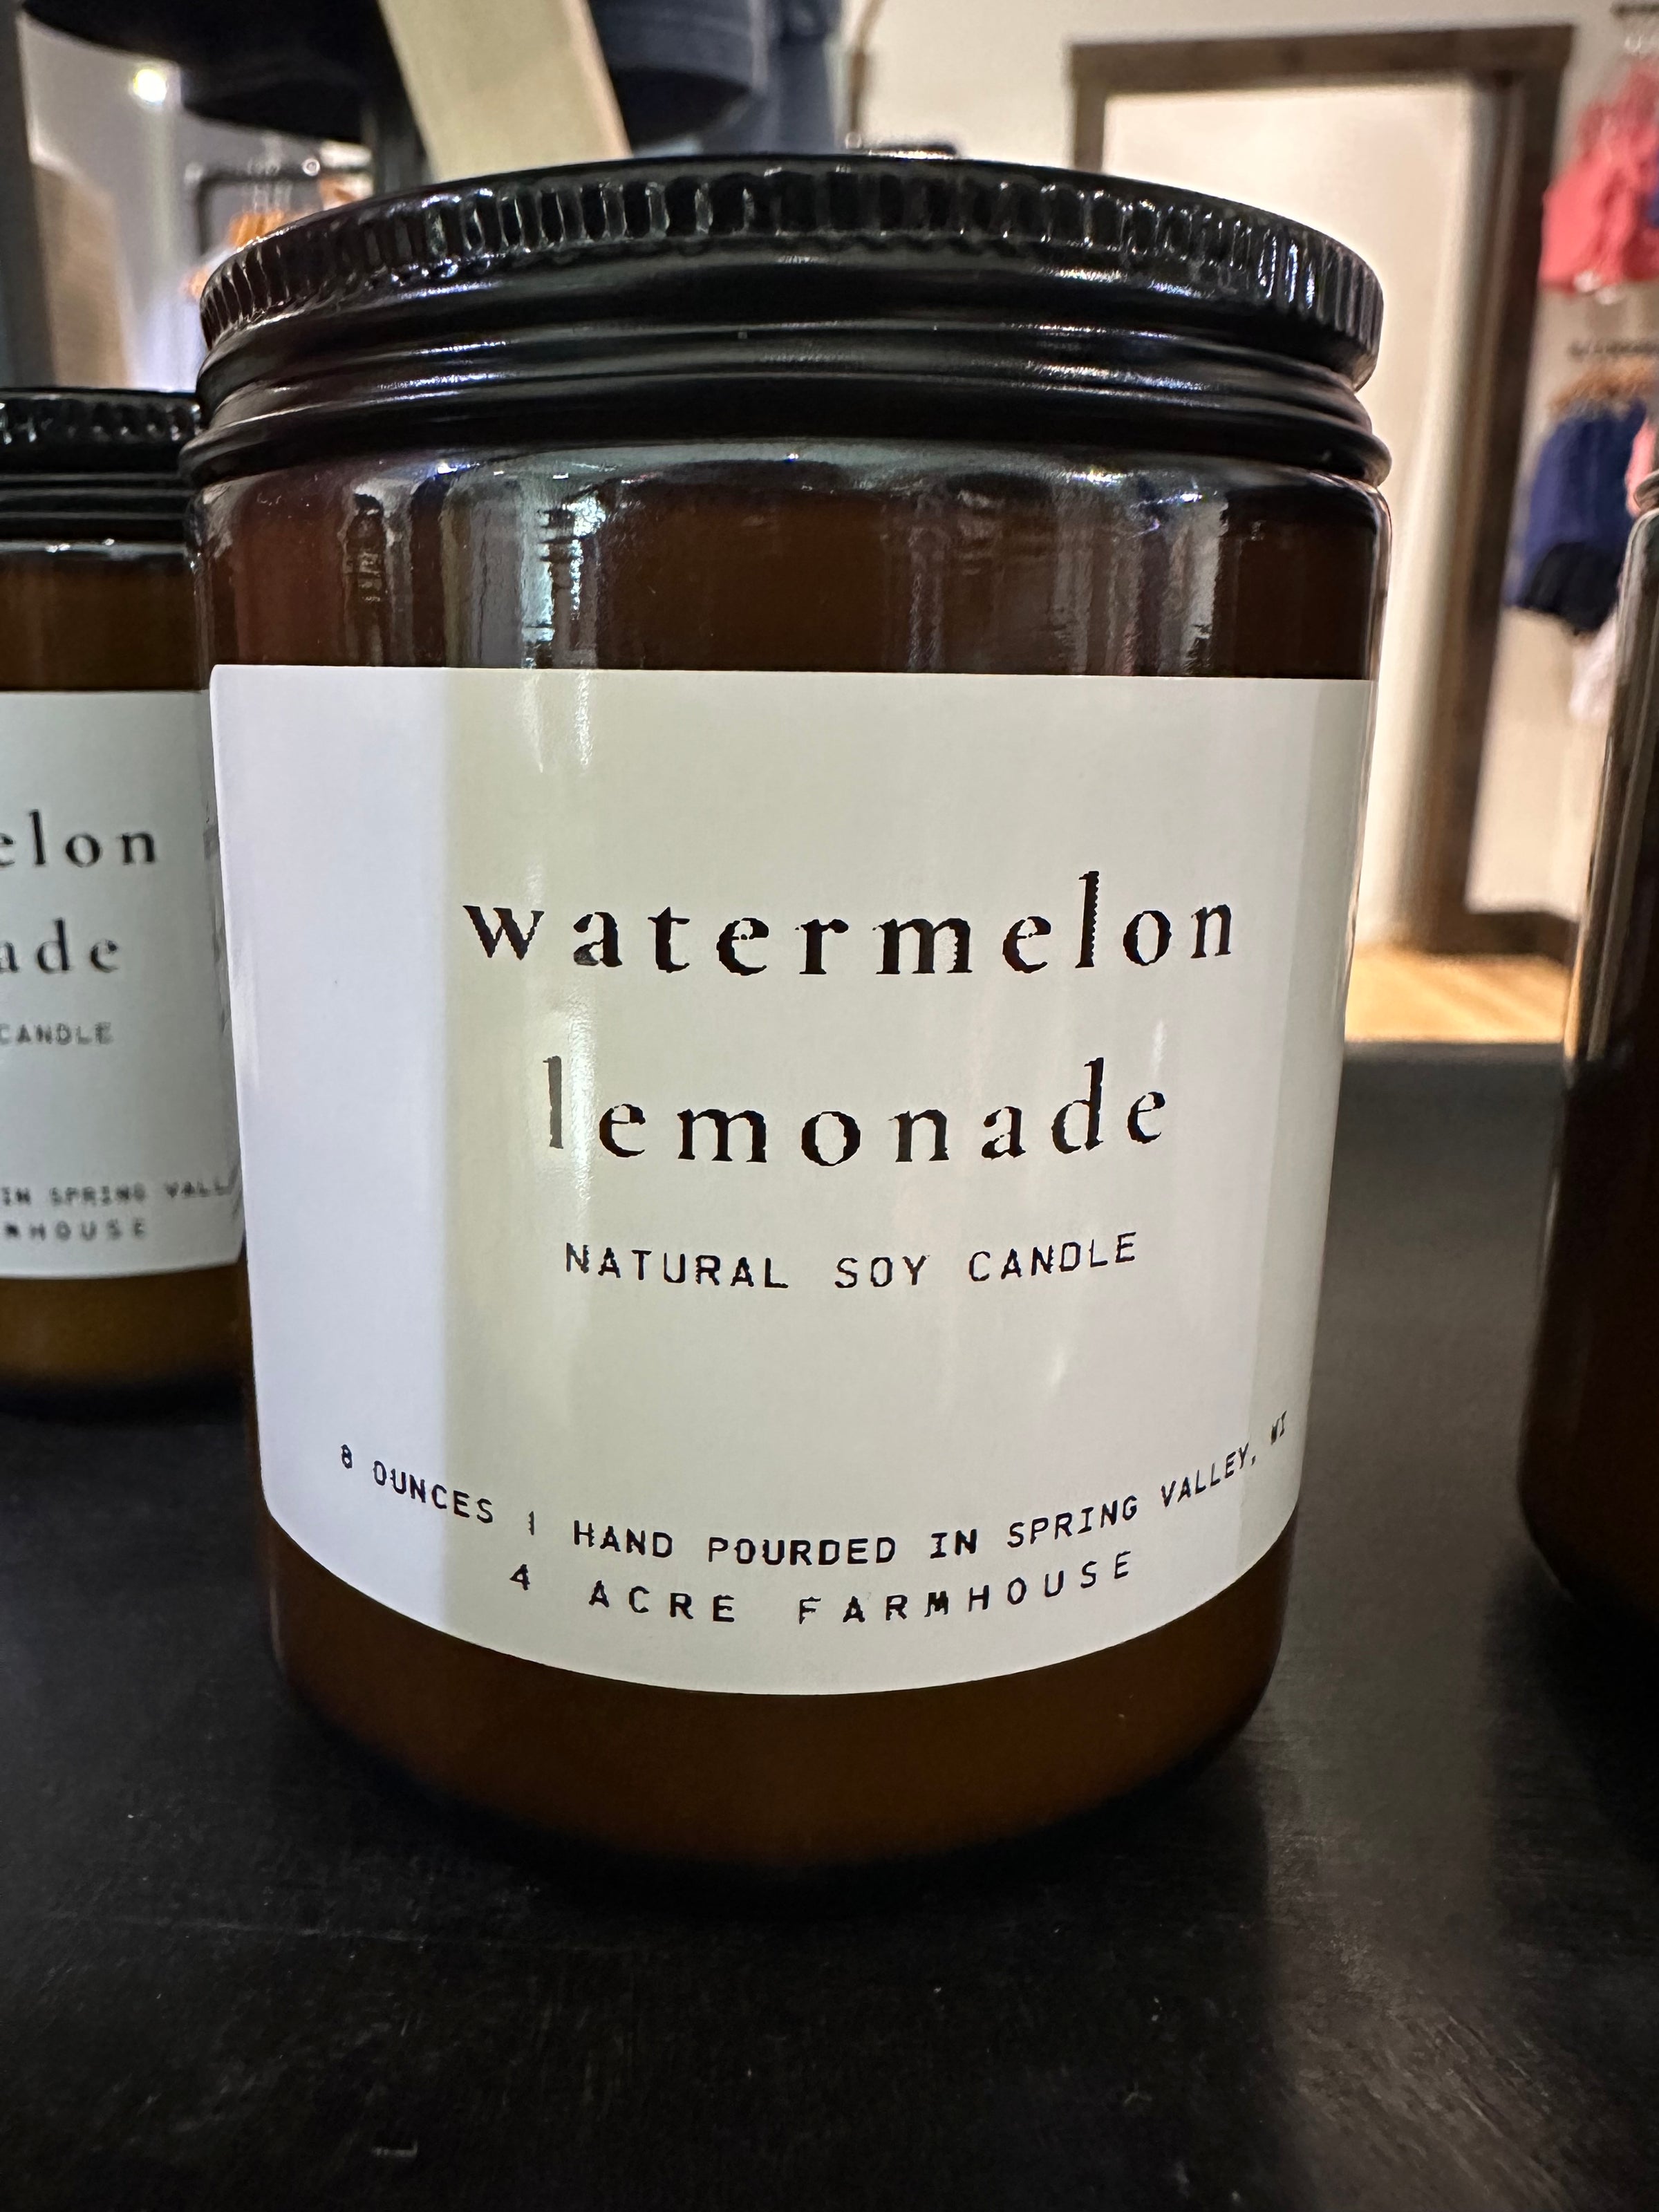 watermelon
lemonade
NATURAL SOY CANDLE
8 OUNCES | HAND POURDED IN SPRING VALLEY, WI
4 ACRE FARMHOUSE
elon
ade
CANDLE
IN SPRING VALL
RMHOUSE